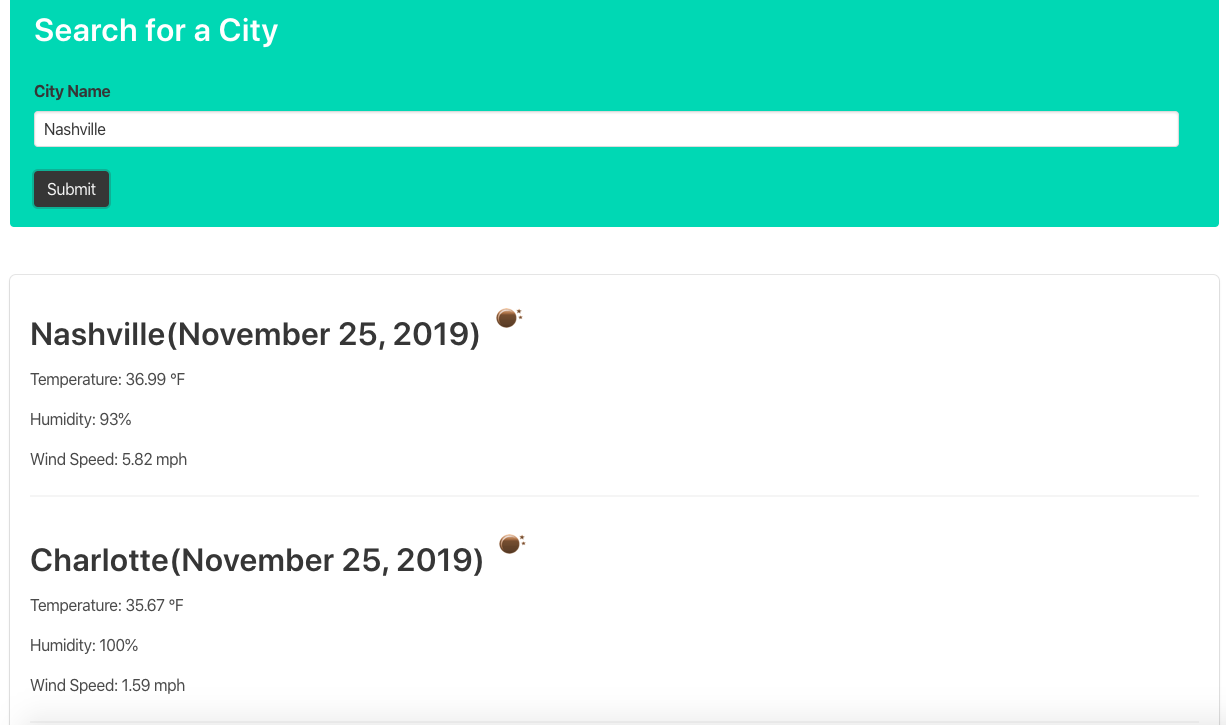 Search for a City
City Name
Nashville
Submit
Nashville(November 25, 2019)
Temperature: 36.99 °F
Humidity: 93%
Wind Speed: 5.82 mph
Charlotte(November 25, 2019)
Temperature: 35.67 °F
Humidity: 100%
Wind Speed: 1.59 mph